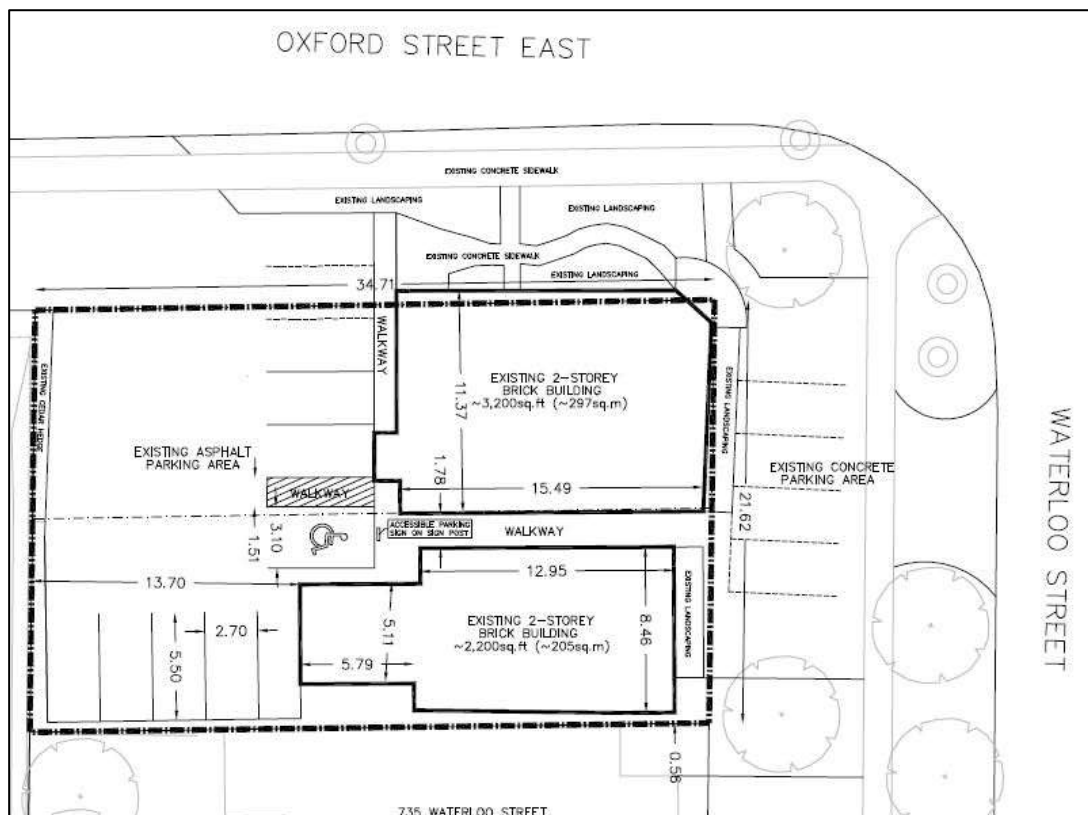 OXFORD STREET EAST
EXISTING CONCRETE SIDEWALK
EXISTING LANDSCAPING
EXISTING LANDSCAPING
EXISTING CONCRETE SIDEWALK
EXISTING LANDSCAPING
34.71
WALKWAY
EXISTING CEDAR HEDGE
EXISTING 2-STOREY
BRICK BUILDING
~3,200sq.ft (~297sq.m)
11.37
EXISTING LANDSCAPING
EXISTING ASPHALT
PARKING AREA
EXISTING CONCRETE
PARKING AREA
WATERLOO STREET
1.78
15.49
21.62
WALKWAY
ACCESSIBLE PARKING
SIGN ON SIGN POST
WALKWAY
3.10
1.51
13.70
12.95
EXISTING LANDSCAPING
2.70
5.50
5.11
5.79
EXISTING 2-STOREY
BRICK BUILDING
~2,200sq.ft (~205sq.m)
8.46
0.58
735 WATERLOO STREET